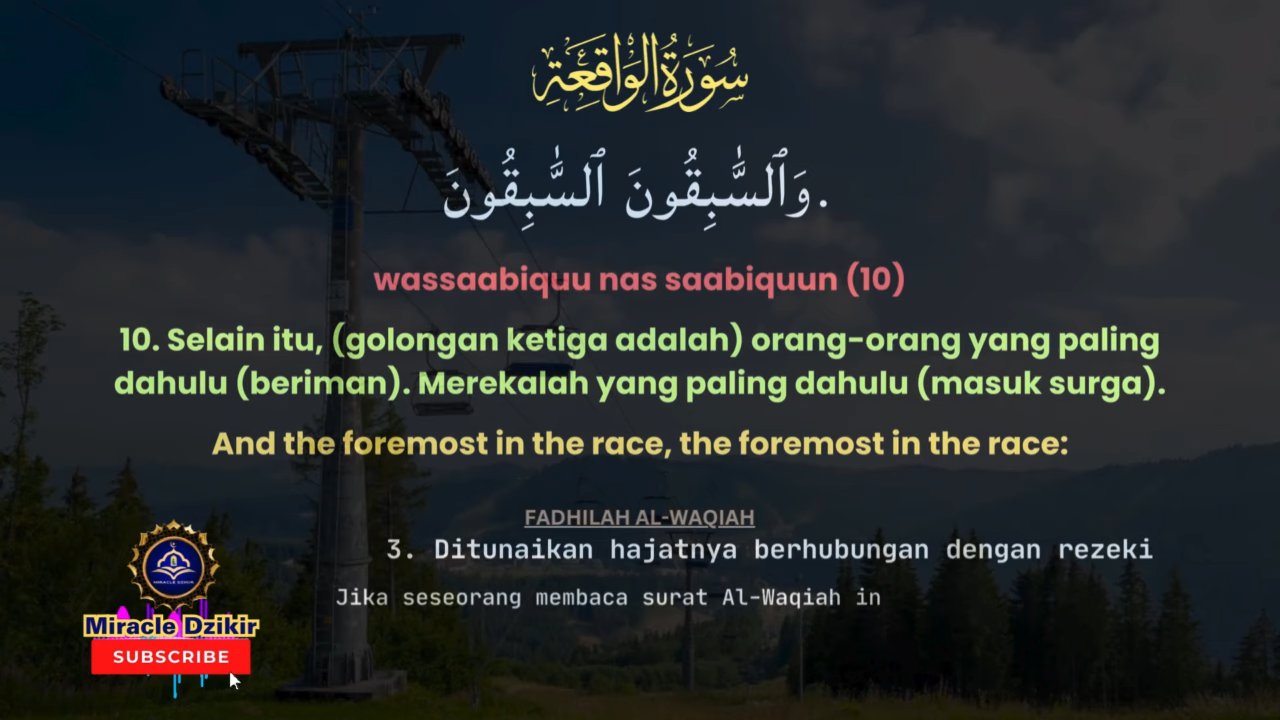 سُورَةُ الْوَاقِعَةِ
وَٱلسَّٰبِقُونَ ٱلسَّٰبِقُونَ.
wassaabiquu nas saabiquun (10)
10. Selain itu, (golongan ketiga adalah) orang-orang yang paling
dahulu (beriman). Merekalah yang paling dahulu (masuk surga).
And the foremost in the race, the foremost in the race:
FADHILAH AL-WAQIAH
3. Ditunaikan hajatnya berhubungan dengan rezeki
Jika seseorang membaca surat Al-Waqiah in
MIRACLE DZIKIR
Miracle Dzikir
SUBSCRIBE